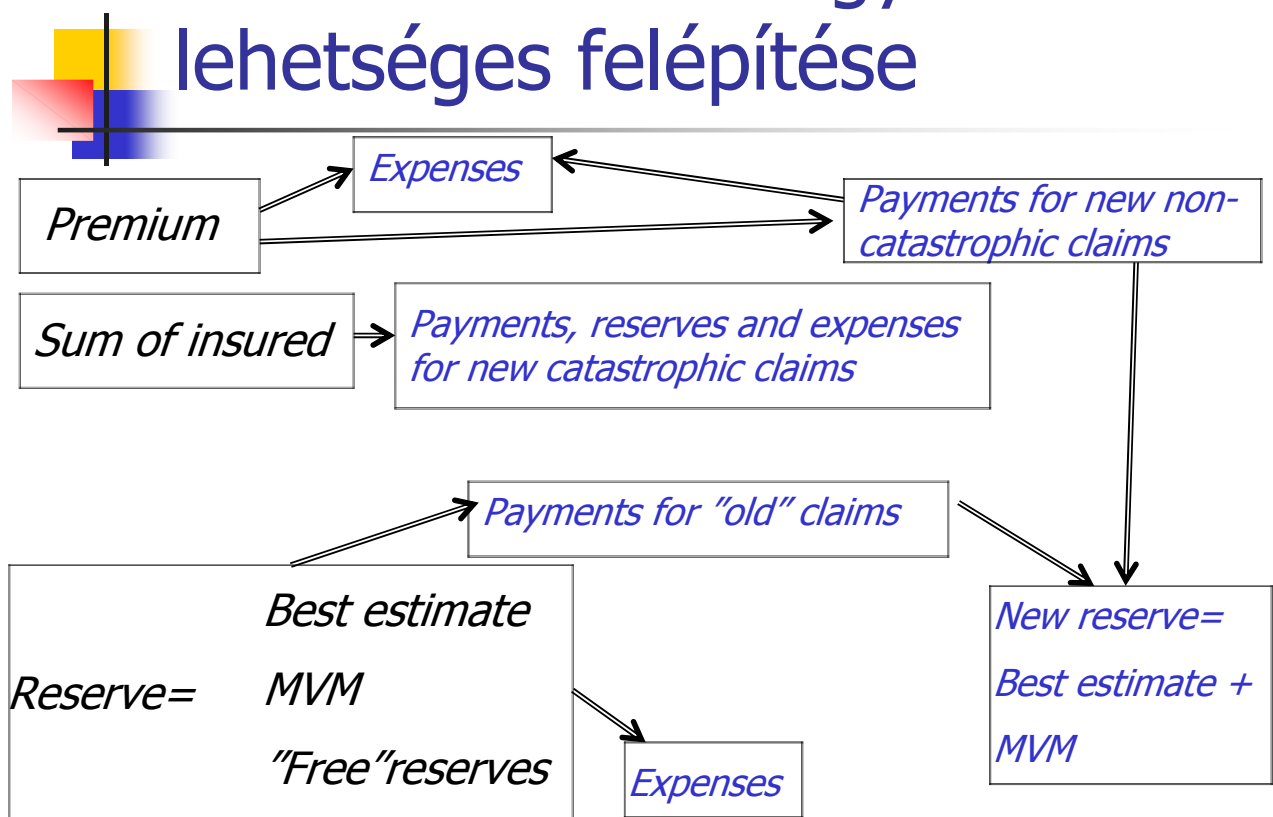 lehetséges felépítése
Expenses
Premium
Payments for new non-
catastrophic claims
Sum of insured
Payments, reserves and expenses
for new catastrophic claims
Payments for ”old” claims
Best estimate
Reserve=
MVM
”Free”reserves
Expenses
New reserve=
Best estimate +
MVM